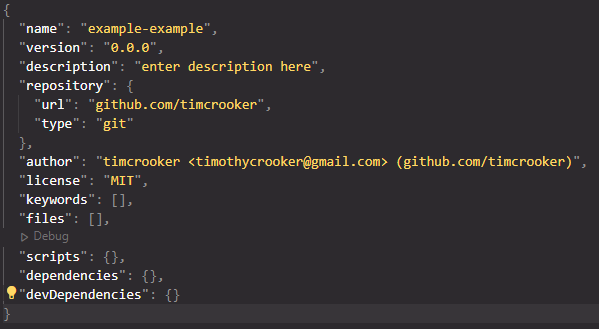 {
"name": "example-example",
"version": "0.0.0",
"description": "enter description here",
"repository": {
"url": "github.com/timcrooker",
"type": "git"
},
"author": "timcrooker <timothycrooker@gmail.com> (github.com/timcrooker)",
"license": "MIT",
"keywords": [],
"files": [],
Debug
"scripts": {},
"dependencies": {},
"devDependencies": {}
}